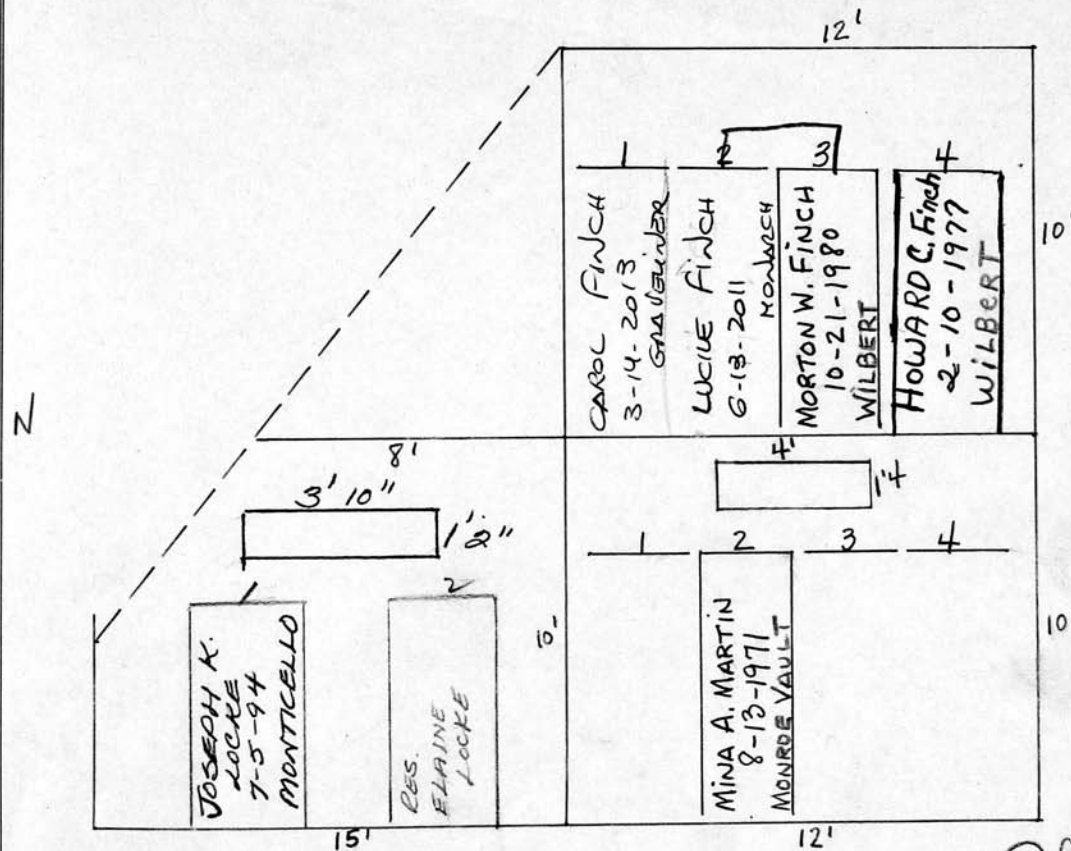 12'
1
2
3
4
CAROL FINCH
3-14-2013
LUCILE FINCH
6-13-2011
MONARCH
MORTON W. FINCH
10-21-1980
WILBERT
HOWARD C. Finch
2-10-1977
WILBERT
10
N
8'
3' 10"
1' 2"
4'
1'4
1
2
JOSEPH K.
LOCKE
7-5-94
MONTICELLO
RES.
ELAINE
LOCKE
10
1
2
3
4
MINA A. MARTIN
8-13-1971
MONROE VAULT
10
15'
12'